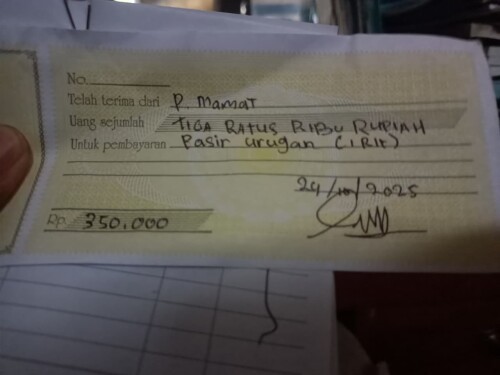 No.
Telah terima dari P. Mamat
Uang sejumlah TIGA RATUS RIBU RUPIAH
Untuk pembayaran Pasir urugan (1 Rit)
24/10/2025
Rp. 350.000